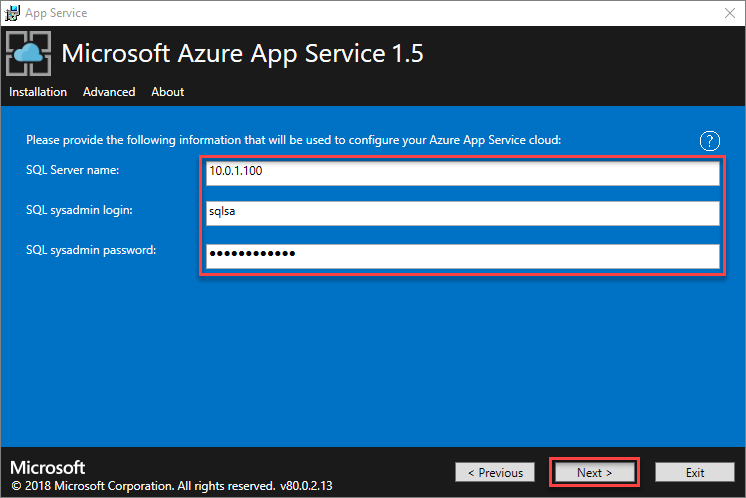 App Service
Microsoft Azure App Service 1.5
Installation Advanced About
Please provide the following information that will be used to configure your Azure App Service cloud: ?
SQL Server name: 10.0.1.100
SQL sysadmin login: sqlsa
SQL sysadmin password: ●●●●●●●●●●●●
Microsoft
© 2018 Microsoft Corporation. All rights reserved. v80.0.2.13
< Previous Next > Exit